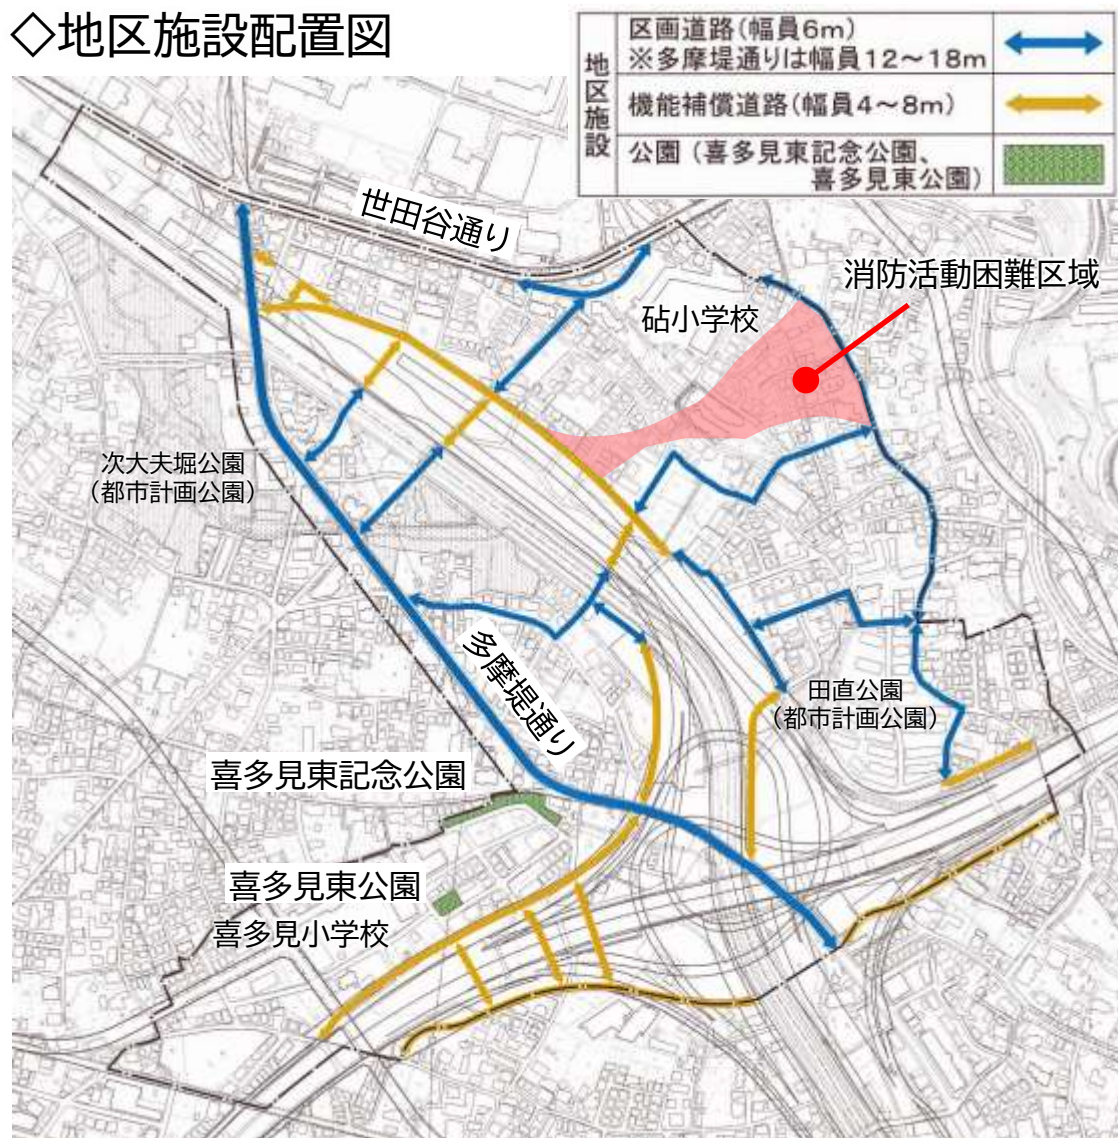 ◇地区施設配置図
地区施設
区画道路(幅員6m)
※多摩堤通りは幅員12～18m
機能補償道路(幅員4～8m)
公園(喜多見東記念公園、
喜多見東公園)
世田谷通り
消防活動困難区域
砧小学校
次大夫堀公園
(都市計画公園)
多摩堤通り
田直公園
(都市計画公園)
喜多見東記念公園
喜多見東公園
喜多見小学校